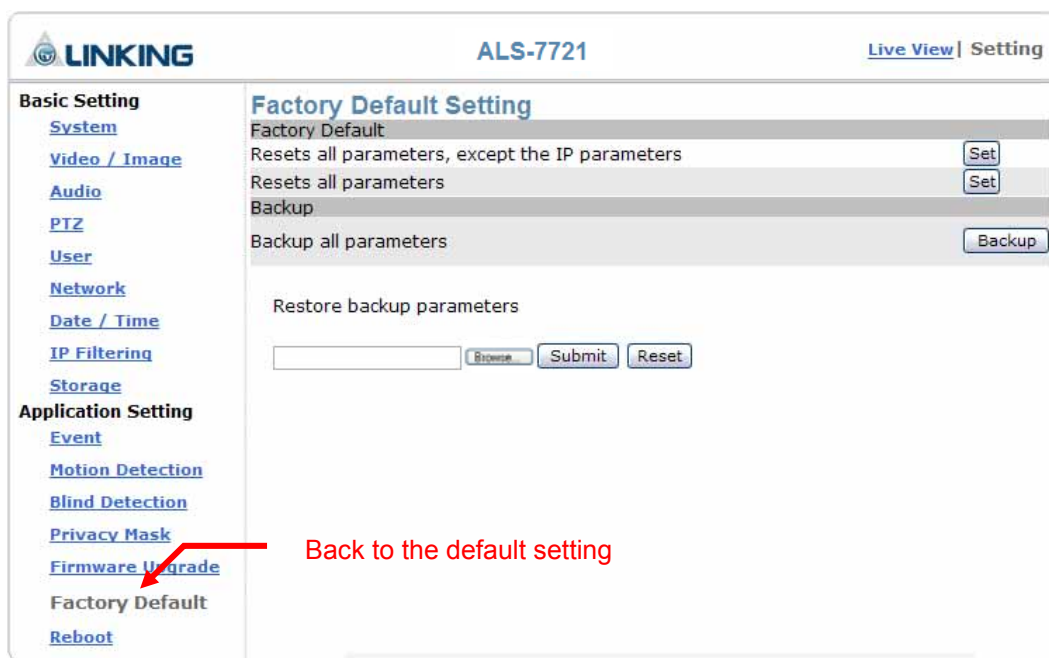 LINKING
ALS-7721
Live View| Setting
Basic Setting
System
Video / Image
Audio
PTZ
User
Network
Date / Time
IP Filtering
Storage
Application Setting
Event
Motion Detection
Blind Detection
Privacy Mask
Firmware Upgrade
Factory Default
Reboot
Factory Default Setting
Factory Default
Resets all parameters, except the IP parameters Set
Resets all parameters Set
Backup
Backup all parameters Backup
Restore backup parameters
Browse... Submit Reset
Back to the default setting